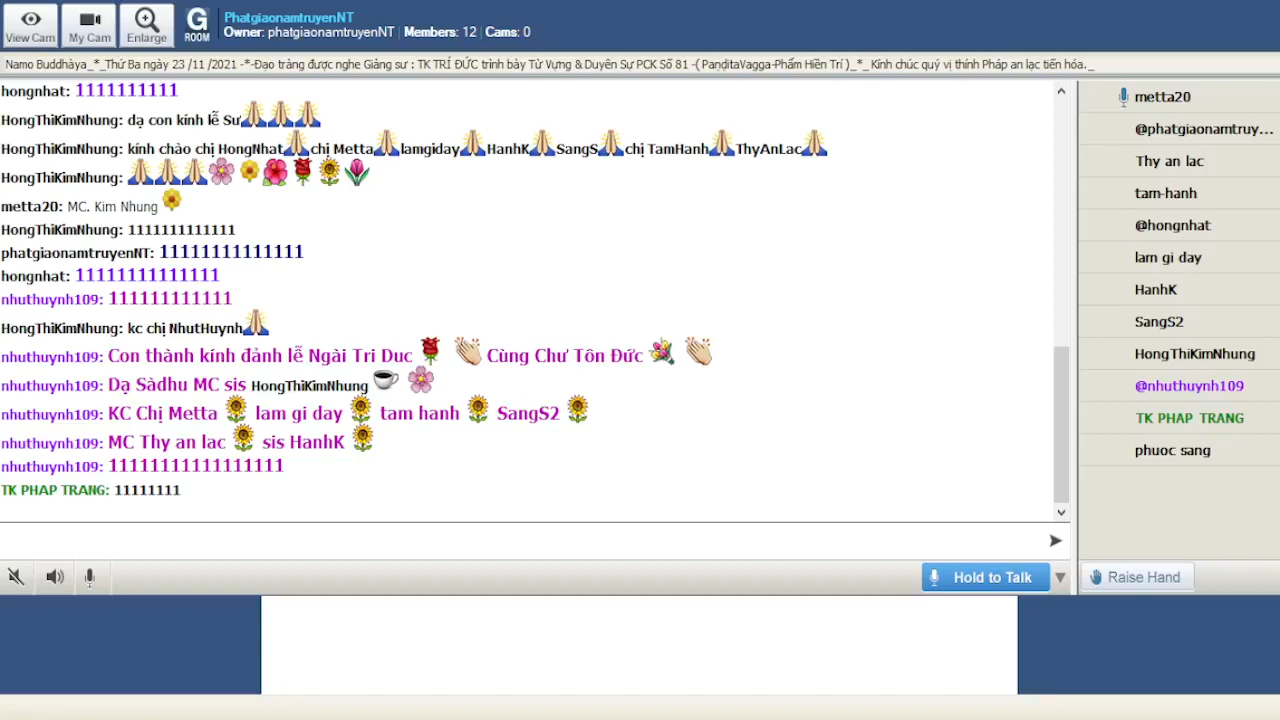 View Cam
My Cam
Enlarge
G ROOM
PhatgiaonamtruyenNT
Owner: phatgiaonamtruyenNT | Members: 12 | Cams: 0
Namo Buddhàya_*_Thứ Ba ngày 23 /11 /2021 -*-Đạo tràng được nghe Giảng sư : TK TRÍ ĐỨC trình bày Từ Vựng & Duyên Sự PCK Số 81 -( PaṇḍitaVagga-Phẩm Hiền Trí )_*_ Kính chúc quý vị thính Pháp an lạc tiến hóa._
hongnhat: 1111111111
HongThiKimNhung: dạ con kính lễ Sư🙏🙏🙏
HongThiKimNhung: kính chào chị HongNhat🙏chị Metta🙏lamgiday🙏HanhK🙏SangS🙏chị TamHanh🙏ThyAnLac🙏
HongThiKimNhung: 🙏🙏🙏🌸🌼🌺🌹🌻🌷
metta20: MC. Kim Nhung 🌼
HongThiKimNhung: 1111111111111
phatgiaonamtruyenNT: 11111111111111
hongnhat: 11111111111111
nhuthuynh109: 111111111111
HongThiKimNhung: kc chị NhutHuynh🙏
nhuthuynh109: Con thành kính đảnh lễ Ngài Tri Duc 🌹 👏 Cùng Chư Tôn Đức 💐 👏
nhuthuynh109: Dạ Sàdhu MC sis HongThiKimNhung ☕ 🌸
nhuthuynh109: KC Chị Metta 🌻 lam gi day 🌻 tam hanh 🌻 SangS2 🌻
nhuthuynh109: MC Thy an lac 🌻 sis HanhK 🌻
nhuthuynh109: 11111111111111111
TK PHAP TRANG: 11111111
Hold to Talk
metta20
@phatgiaonamtruy...
Thy an lac
tam-hanh
@hongnhat
lam gi day
HanhK
SangS2
HongThiKimNhung
@nhuthuynh109
TK PHAP TRANG
phuoc sang
Raise Hand